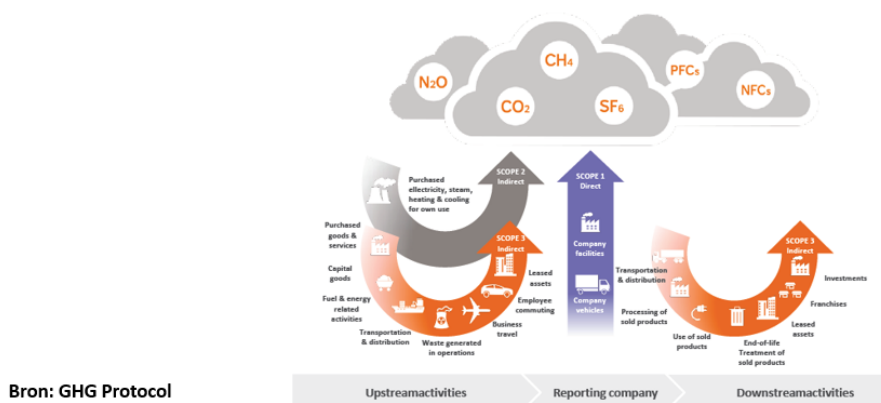 N₂O
CH₄
CO₂
SF₆
PFCs
NFCs
SCOPE 2
Indirect
Purchased
ellectricity, steam,
heating & cooling
for own use
SCOPE 1
Direct
Company
facilities
Company
vehicles
SCOPE 3
Indirect
Purchased
goods &
services
Capital
goods
Fuel & energy
related
activities
Transportation
& distribution
Waste generated
in operations
Business
travel
Employee
commuting
Leased
assets
SCOPE 3
Indirect
Transportation
& distribution
Processing of
sold products
Use of sold
products
End-of-life
Treatment of
sold products
Leased
assets
Franchises
Investments
Bron: GHG Protocol
Upstreamactivities
Reporting company
Downstreamactivities